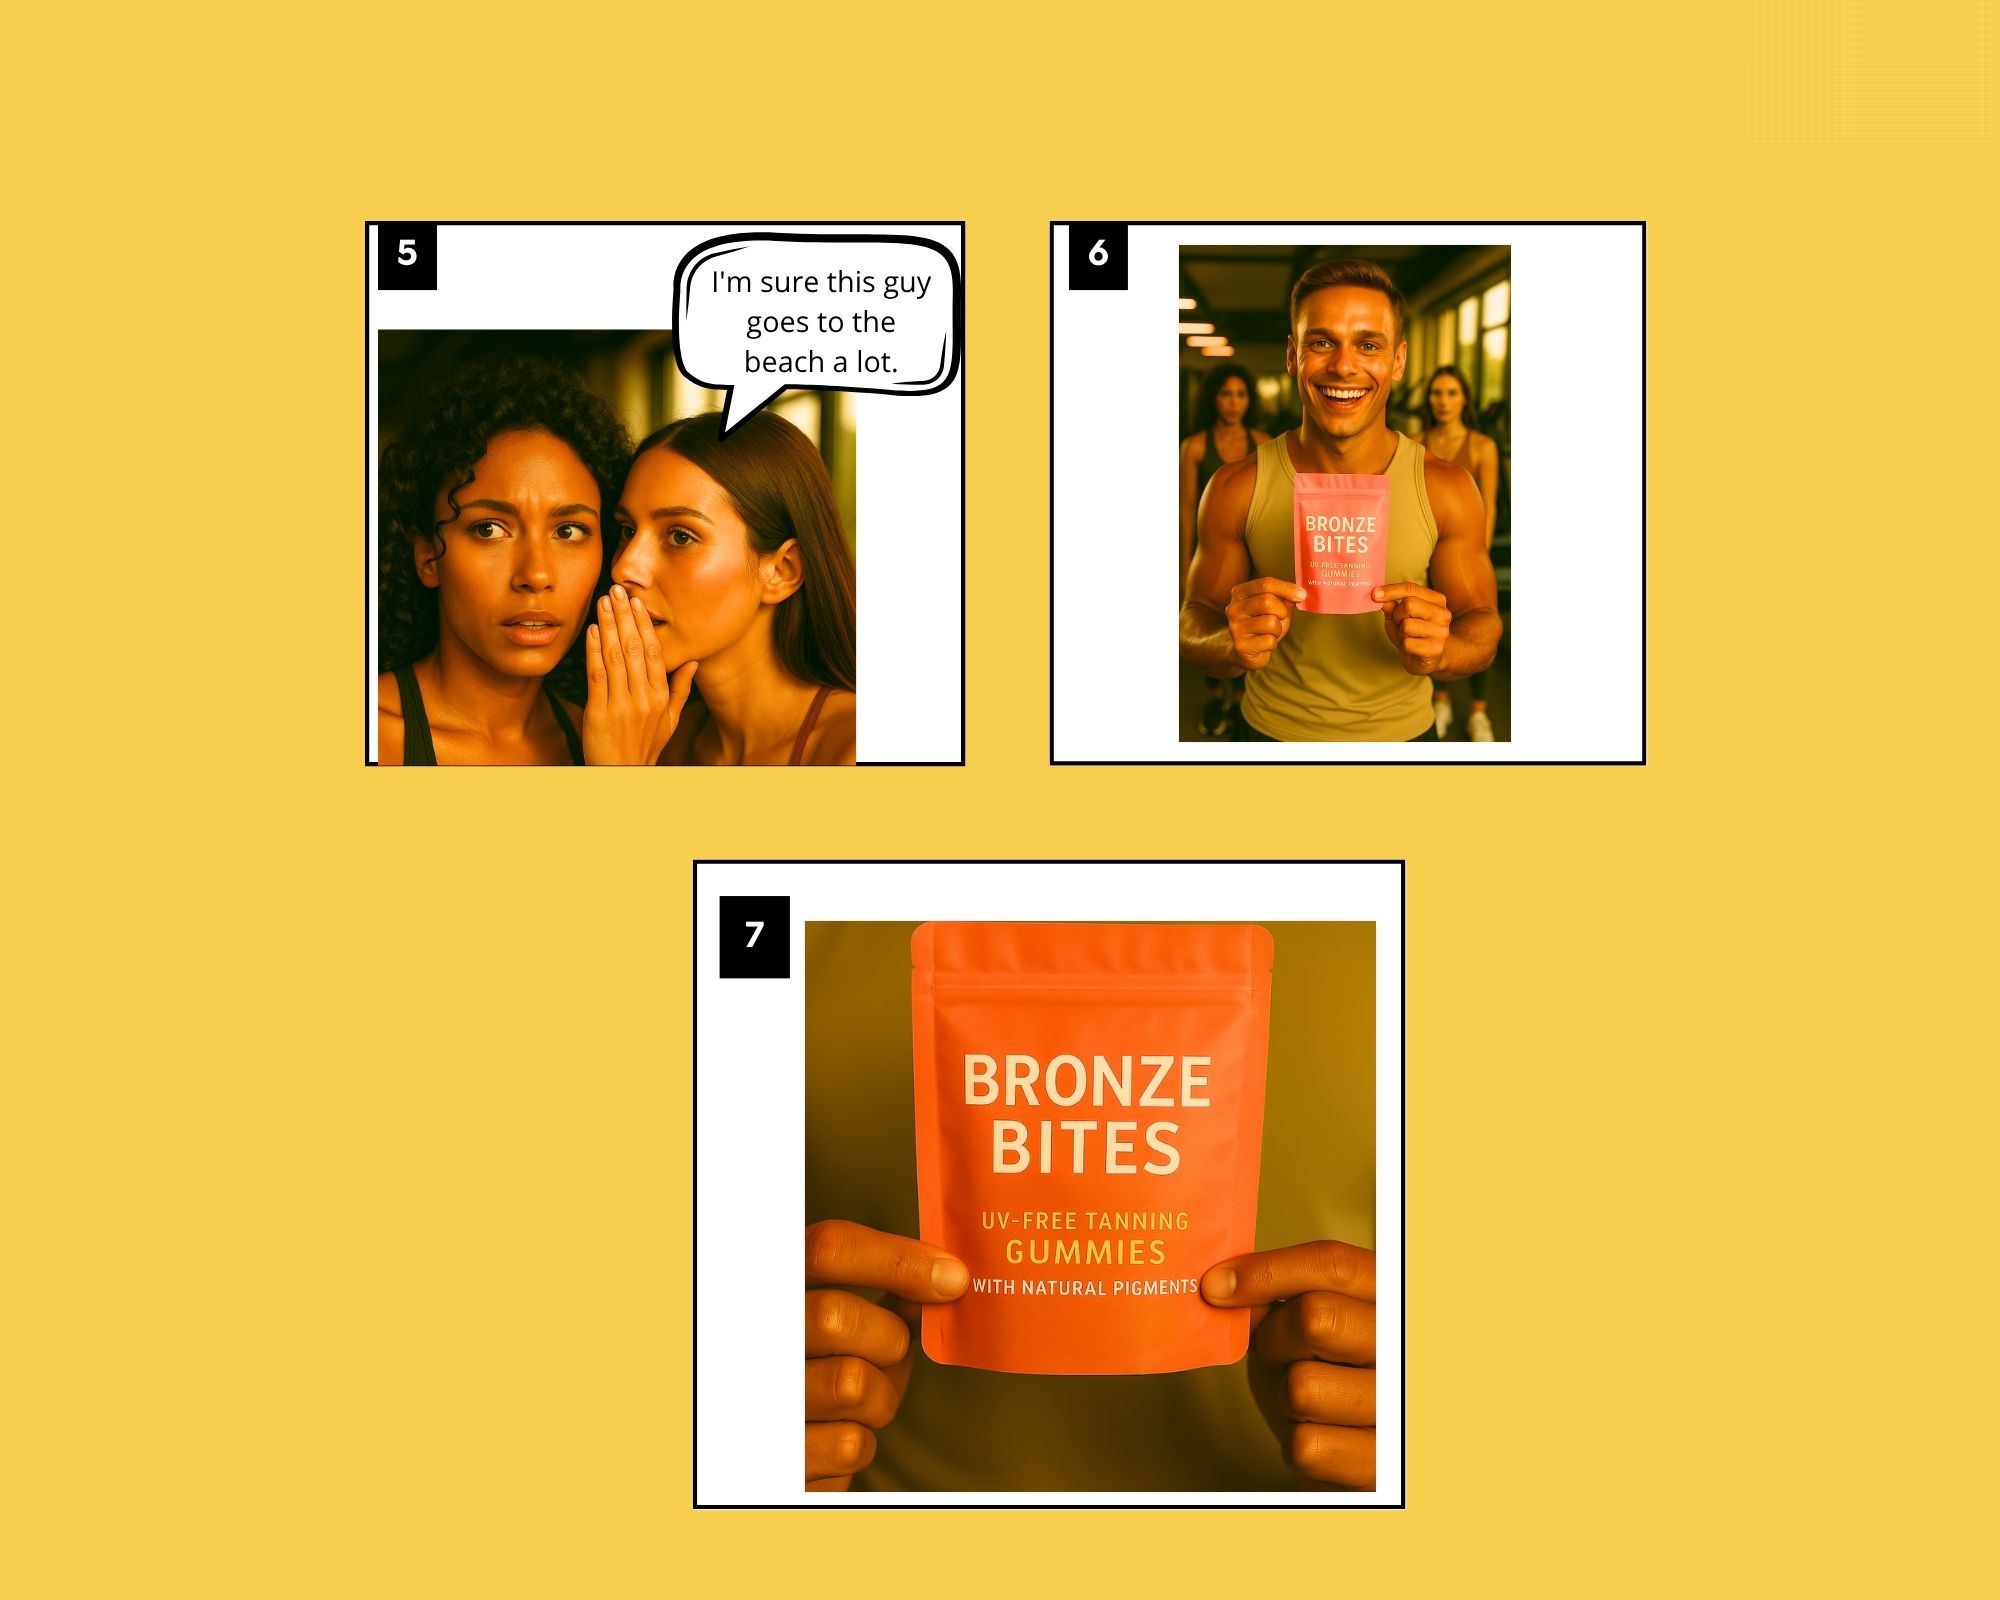 5
I'm sure this guy
goes to the
beach a lot.
6
BRONZE
BITES
UV-FREE TANNING
GUMMIES
WITH NATURAL PIGMENTS
7
BRONZE
BITES
UV-FREE TANNING
GUMMIES
WITH NATURAL PIGMENTS